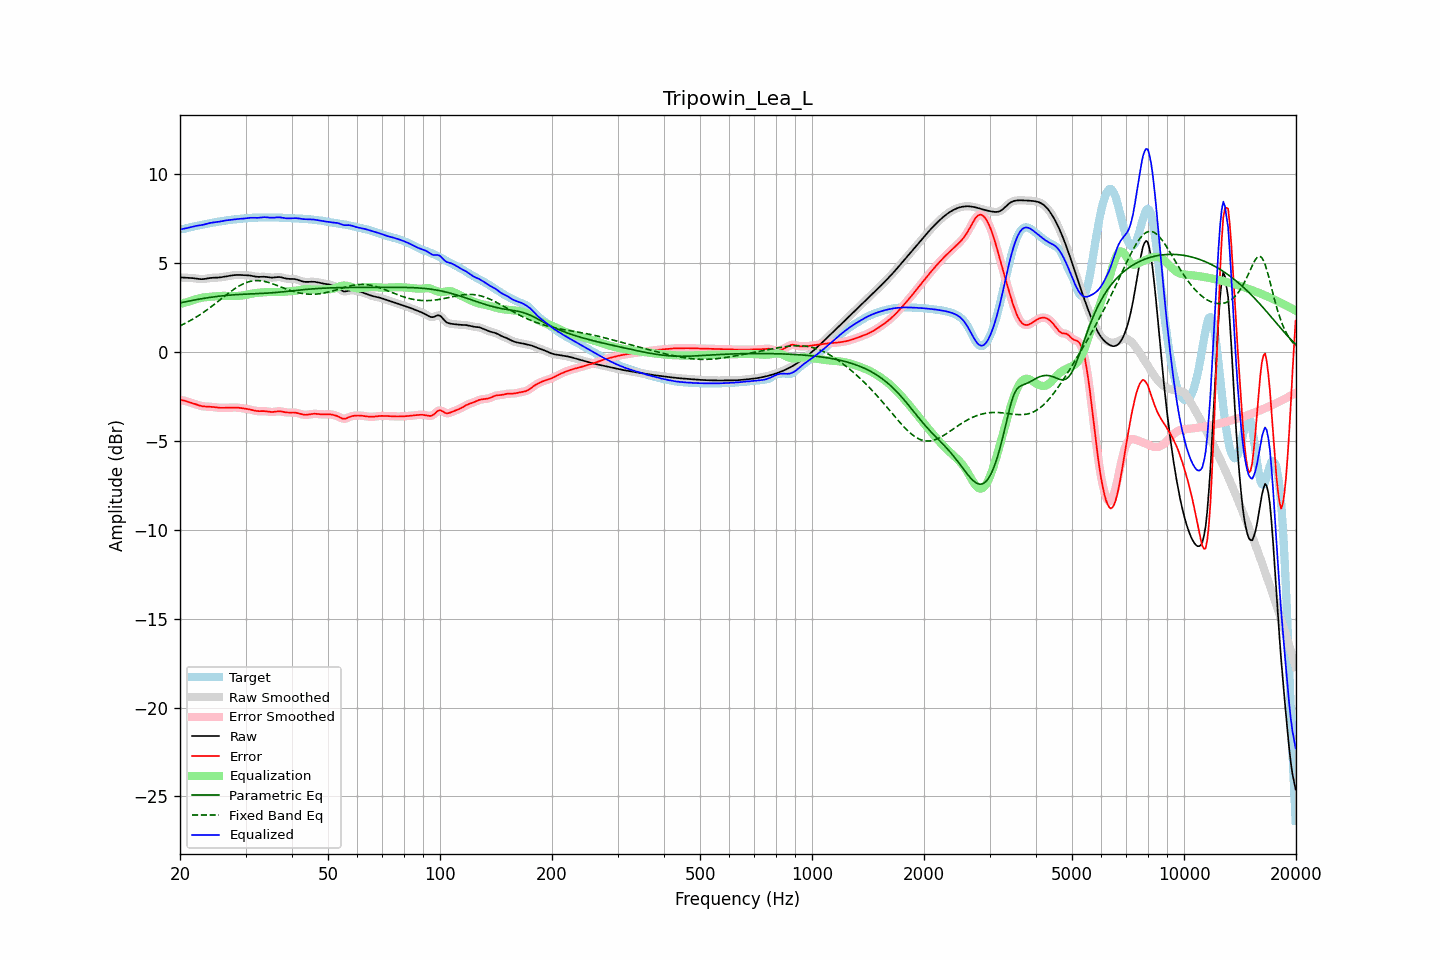 Tripowin_Lea_L
Amplitude (dBr)
10
5
0
−5
−10
−15
−20
−25
Target
Raw Smoothed
Error Smoothed
Raw
Error
Equalization
Parametric Eq
Fixed Band Eq
Equalized
20 50 100 200 500 1000 2000 5000 10000 20000
Frequency (Hz)